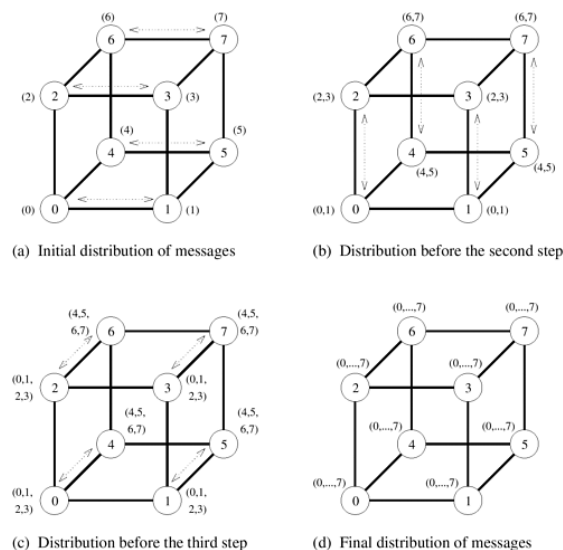 (6) (7)
6 7
(2) 2 3 (3)
(4) (5)
4 5
(0) 0 1 (1)
(a) Initial distribution of messages
(6,7) (6,7)
6 7
(2,3) 2 3 (2,3)
4 5
(4,5) (4,5)
(0,1) 0 1 (0,1)
(b) Distribution before the second step
(4,5, (4,5,
6,7) 6 7 6,7)
(0,1, 2 3 (0,1,
2,3) 2,3)
(4,5, (4,5,
6,7) 6,7)
4 5
(0,1, 0 1 (0,1,
2,3) 2,3)
(c) Distribution before the third step
(0,...,7) (0,...,7)
6 7
(0,...,7) (0,...,7)
2 3
(0,...,7) (0,...,7)
4 5
(0,...,7) (0,...,7)
0 1
(d) Final distribution of messages